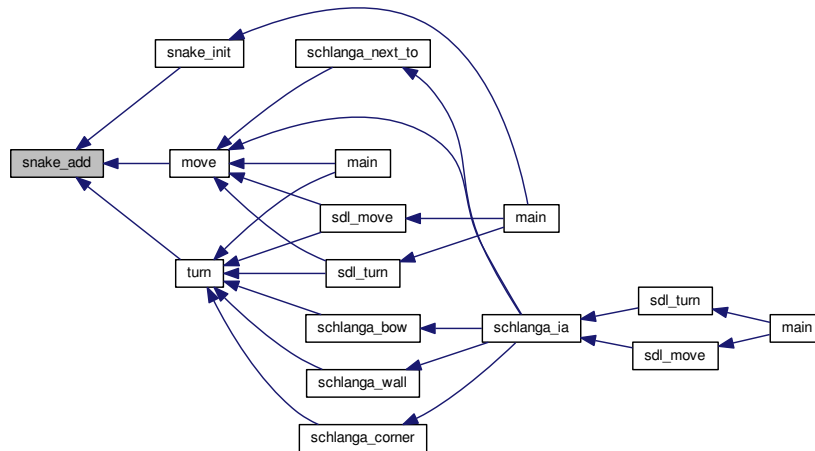 snake_init
schlanga_next_to
snake_add
move
main
sdl_move
main
turn
sdl_turn
schlanga_bow
schlanga_ia
sdl_turn
main
sdl_move
schlanga_wall
schlanga_corner